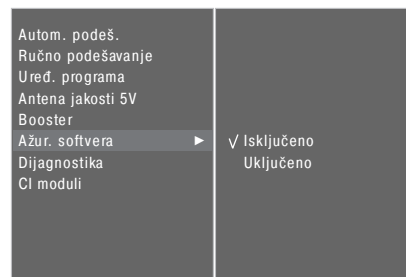 Autom. podeš.
Ručno podešavanje
Uređ. programa
Antena jakosti 5V
Booster
Ažur. softvera ►
Dijagnostika
CI moduli
√ Isključeno
Uključeno